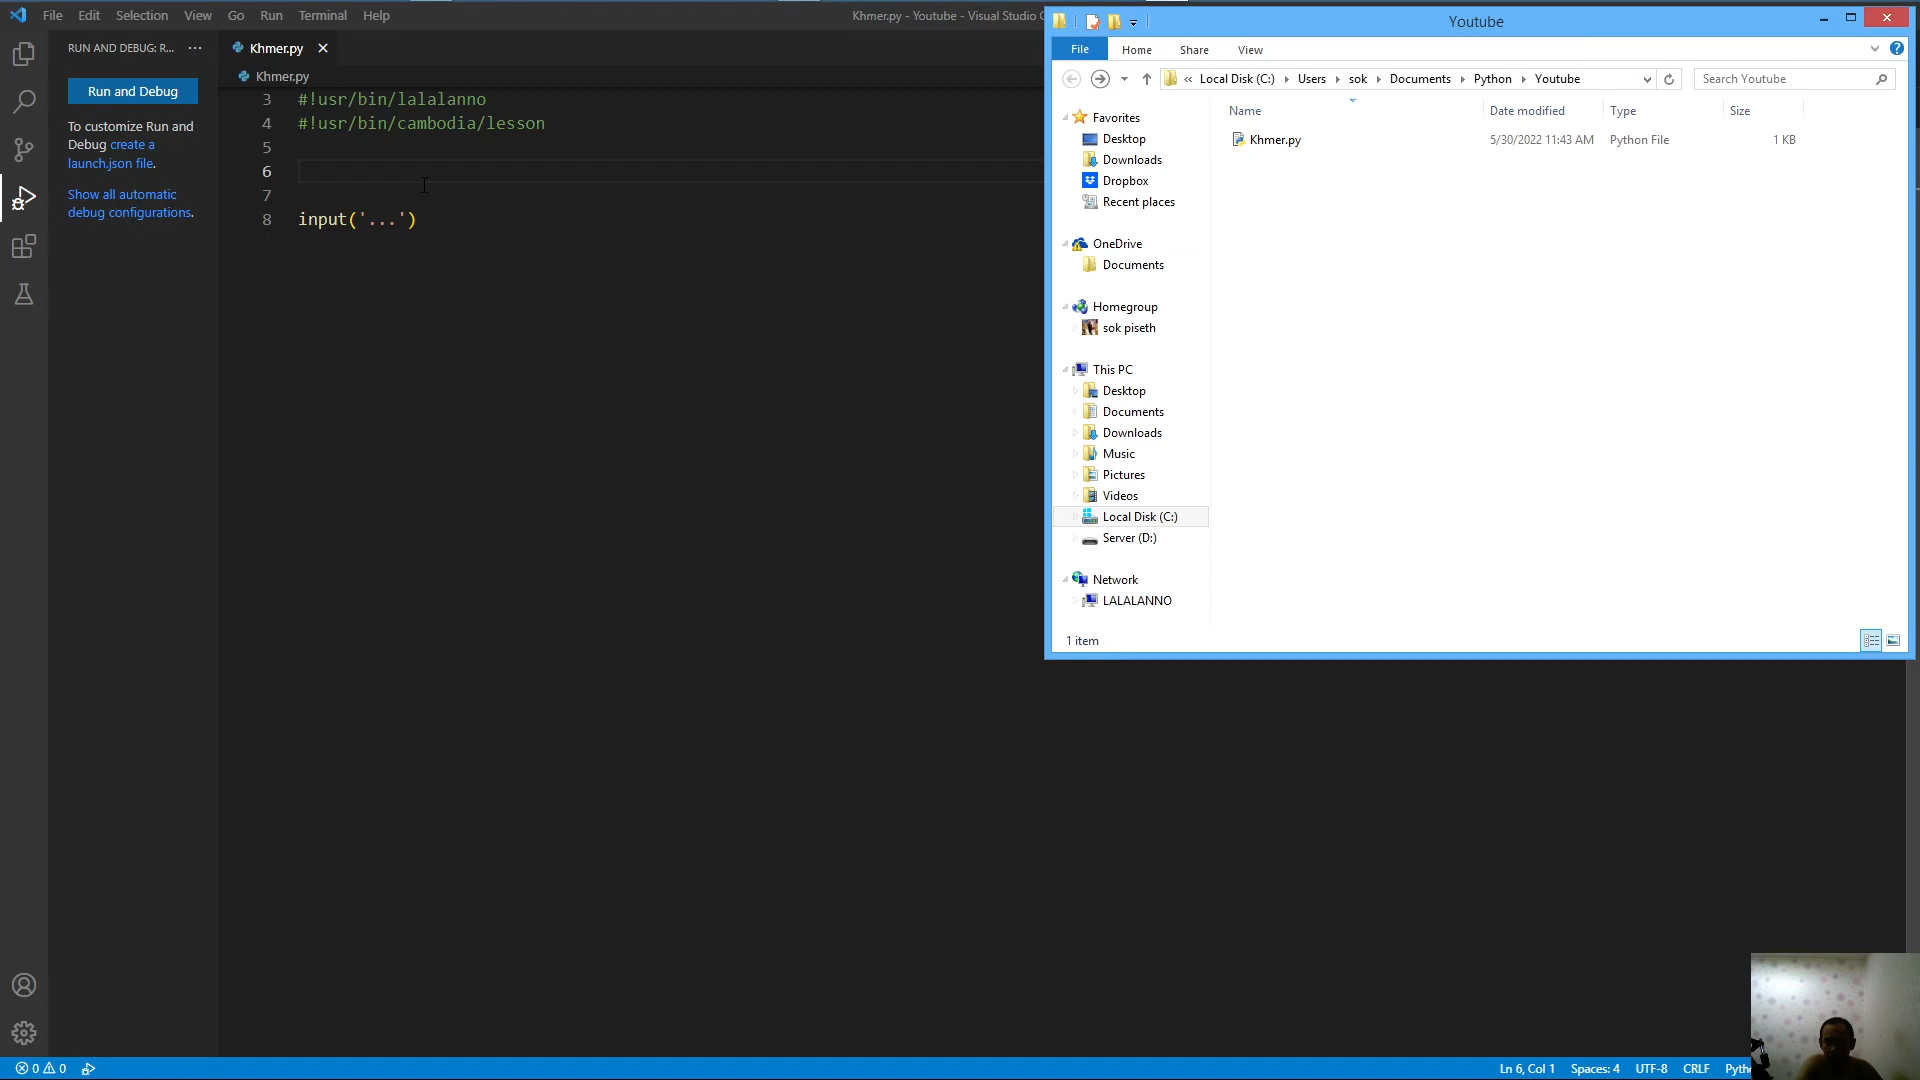 File Edit Selection View Go Run Terminal Help
Khmer.py - Youtube - Visual Studio
RUN AND DEBUG: R... ···
Run and Debug
To customize Run and
Debug create a
launch.json file.
Show all automatic
debug configurations.
Khmer.py
Khmer.py
3 #!usr/bin/lalalanno
4 #!usr/bin/cambodia/lesson
5
6
7
8 input('...')
Youtube
File Home Share View
« Local Disk (C:) Users sok Documents Python Youtube
Search Youtube
Name Date modified Type Size
Khmer.py 5/30/2022 11:43 AM Python File 1 KB
Favorites
Desktop
Downloads
Dropbox
Recent places
OneDrive
Documents
Homegroup
sok piseth
This PC
Desktop
Documents
Downloads
Music
Pictures
Videos
Local Disk (C:)
Server (D:)
Network
LALALANNO
1 item
0 0
Ln 6, Col 1 Spaces: 4 UTF-8 CRLF